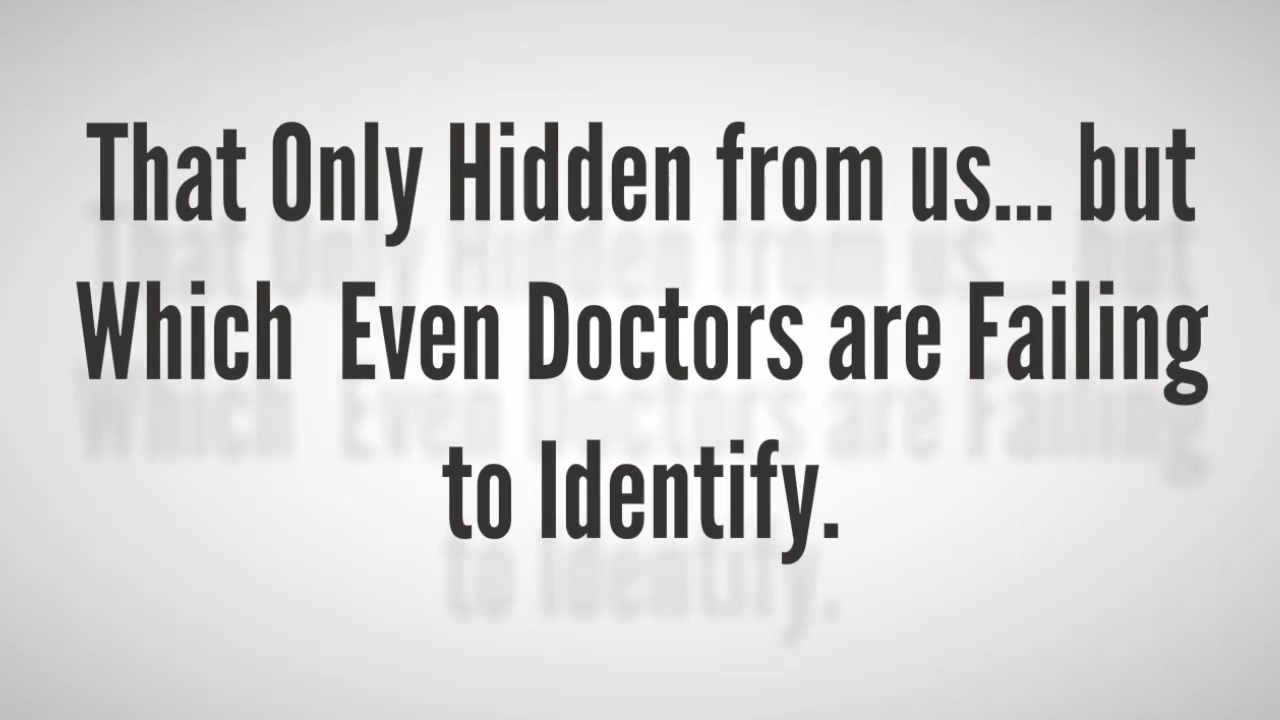 That Only Hidden from us... but
Which Even Doctors are Failing
to Identify.